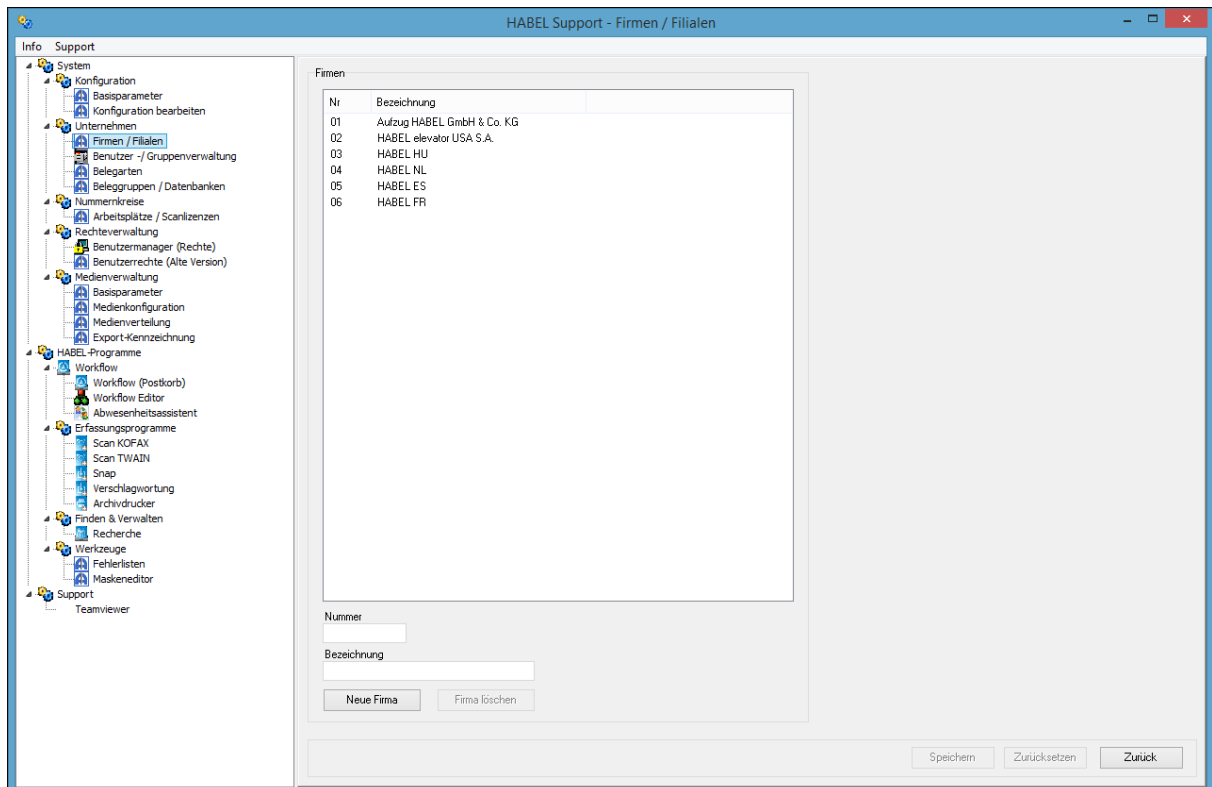 HABEL Support - Firmen / Filialen
Info Support
System
Konfiguration
Basisparameter
Konfiguration bearbeiten
Unternehmen
Firmen / Filialen
Benutzer -/ Gruppenverwaltung
Belegarten
Beleggruppen / Datenbanken
Nummernkreise
Arbeitsplätze / Scanlizenzen
Rechteverwaltung
Benutzermanager (Rechte)
Benutzerrechte (Alte Version)
Medienverwaltung
Basisparameter
Medienkonfiguration
Medienverteilung
Export-Kennzeichnung
HABEL-Programme
Workflow
Workflow (Postkorb)
Workflow Editor
Abwesenheitsassistent
Erfassungsprogramme
Scan KOFAX
Scan TWAIN
Snap
Verschlagwortung
Archivdrucker
Finden & Verwalten
Recherche
Werkzeuge
Fehlerlisten
Maskeneditor
Support
Teamviewer
Firmen
Nr Bezeichnung
01 Aufzug HABEL GmbH & Co. KG
02 HABEL elevator USA S.A.
03 HABEL HU
04 HABEL NL
05 HABEL ES
06 HABEL FR
Nummer
Bezeichnung
Neue Firma Firma löschen
Speichern Zurücksetzen Zurück